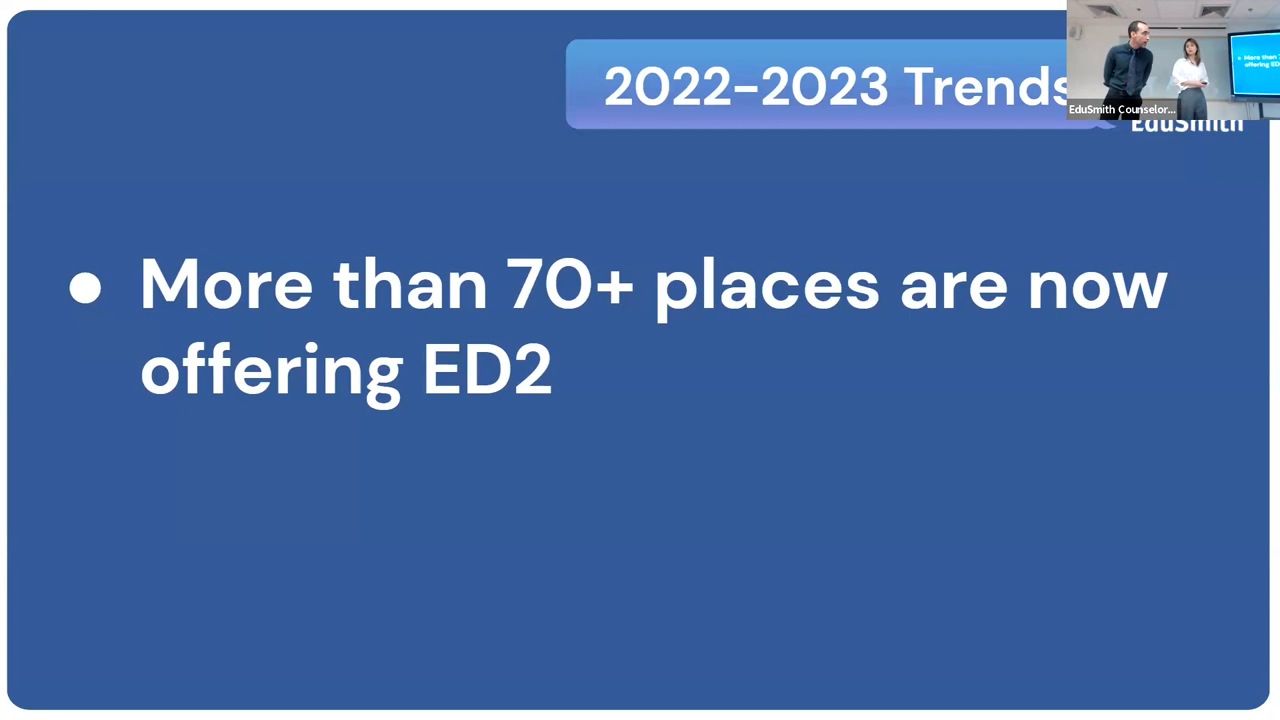 2022-2023 Trends
EduSmith Counselor...
EduSmith
• More than 70+ places are now
offering ED2